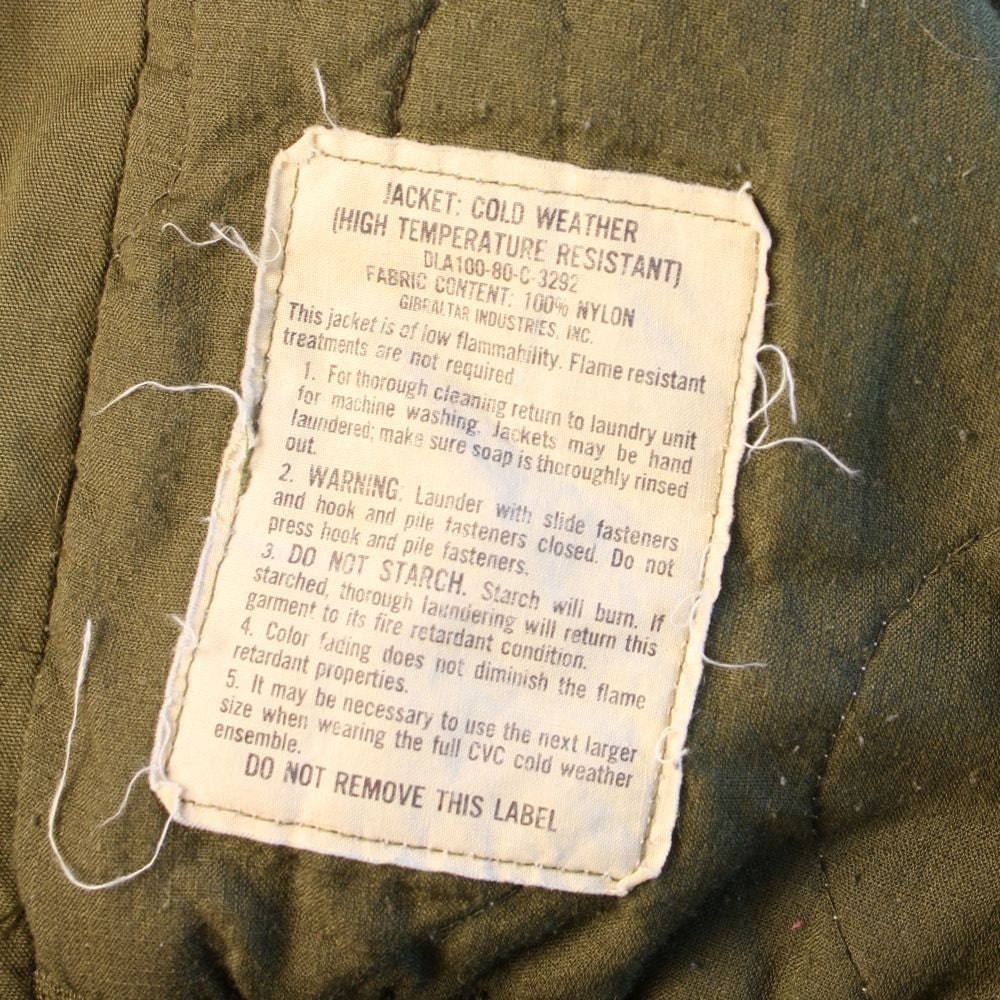 JACKET: COLD WEATHER
(HIGH TEMPERATURE RESISTANT)
DLA100-80-C-3292
FABRIC CONTENT: 100% NYLON
GIBRALTAR INDUSTRIES, INC.
This jacket is of low flammability. Flame resistant
treatments are not required
1. For thorough cleaning return to laundry unit
for machine washing. Jackets may be hand
laundered; make sure soap is thoroughly rinsed
out.
2. WARNING: Launder with slide fasteners
and hook and pile fasteners closed. Do not
press hook and pile fasteners.
3. DO NOT STARCH. Starch will burn. If
starched, thorough laundering will return this
garment to its fire retardant condition.
4. Color fading does not diminish the flame
retardant properties.
5. It may be necessary to use the next larger
size when wearing the full CVC cold weather
ensemble.
DO NOT REMOVE THIS LABEL